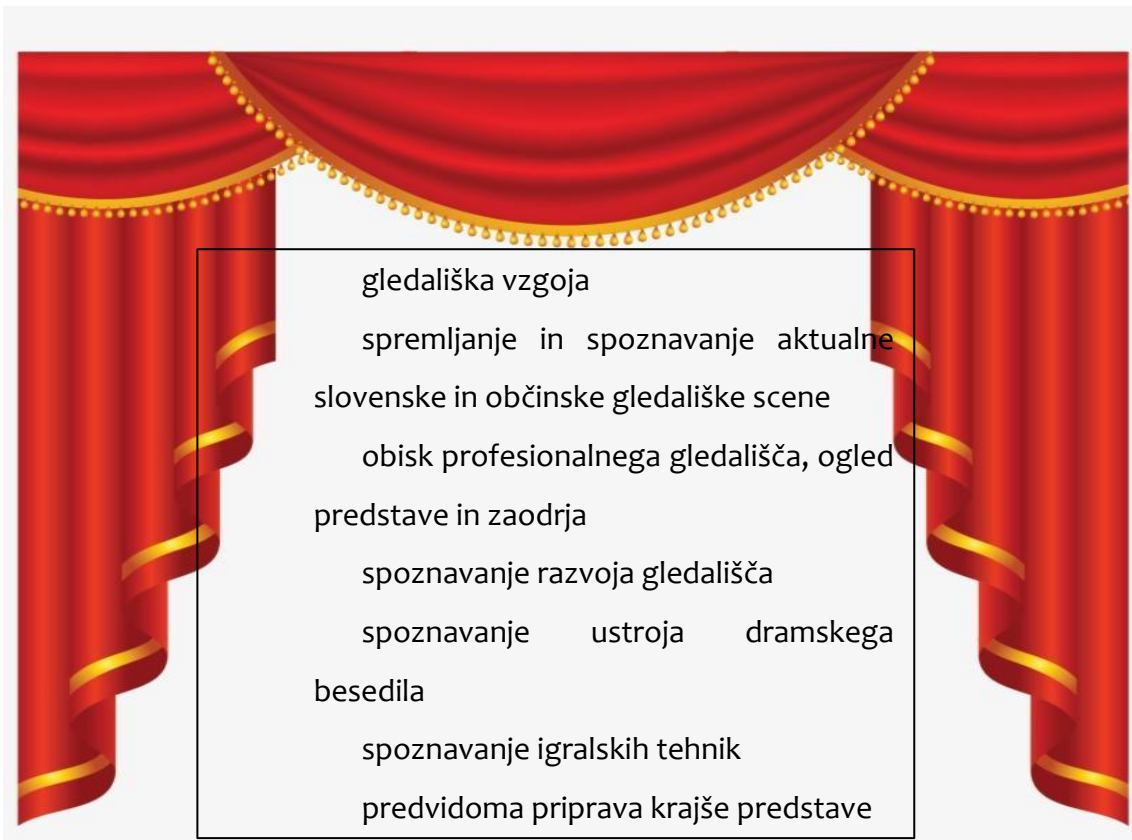 gledališka vzgoja
spremljanje in spoznavanje aktualne
slovenske in občinske gledališke scene
obisk profesionalnega gledališča, ogled
predstave in zaodrja
spoznavanje razvoja gledališča
spoznavanje ustroja dramskega
besedila
spoznavanje igralskih tehnik
predvidoma priprava krajše predstave